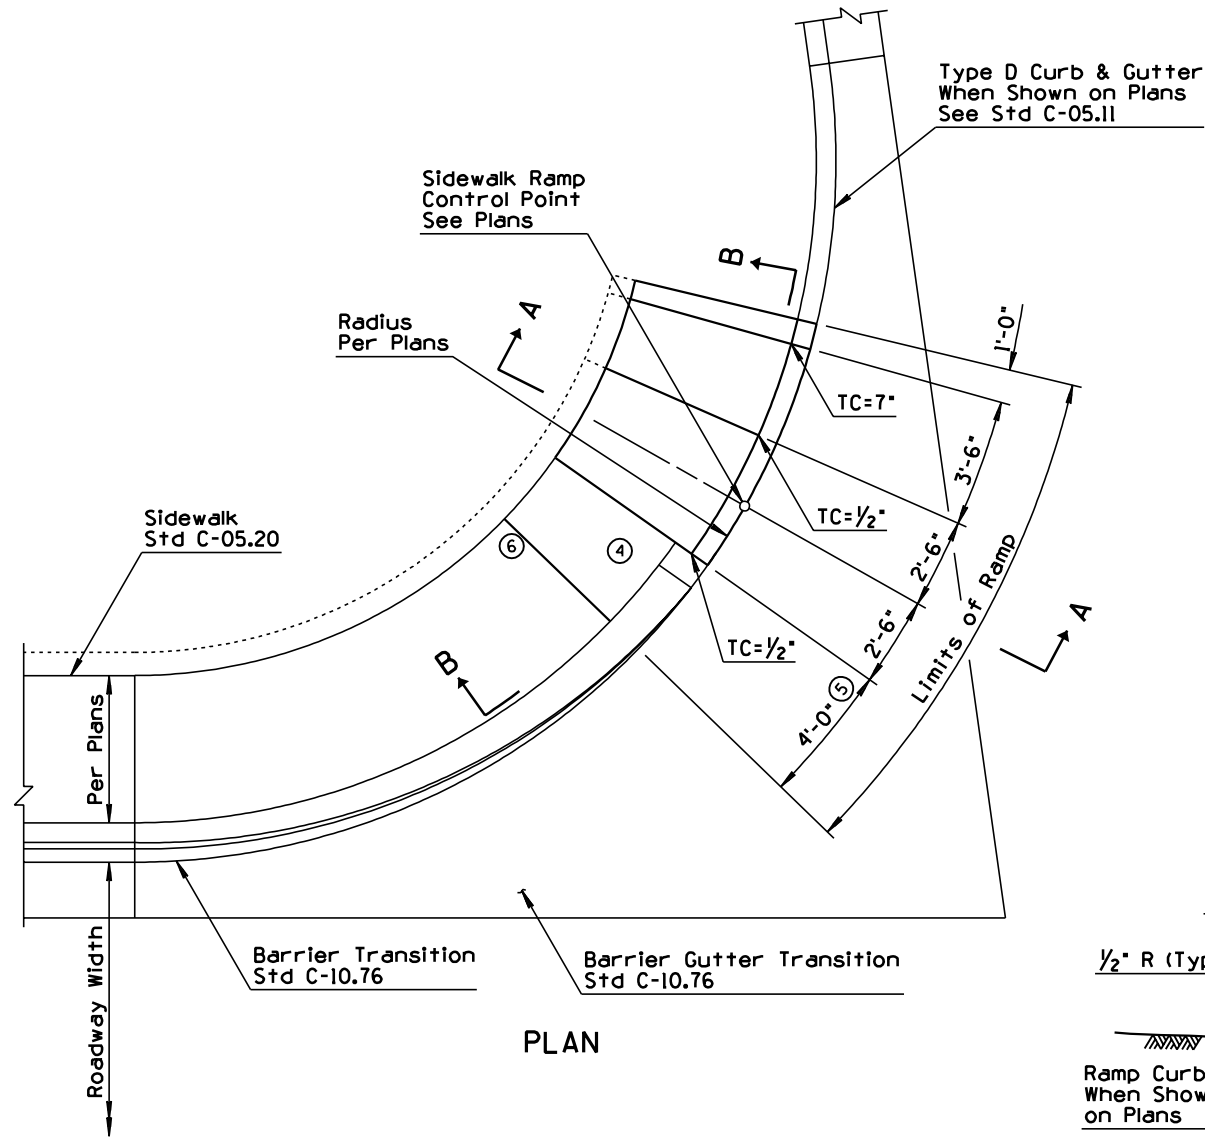 Type D Curb & Gutter
When Shown on Plans
See Std C-05.11
Sidewalk Ramp
Control Point
See Plans
B
A
Radius
Per Plans
1'-0"
TC=7"
3'-6"
TC=½"
Sidewalk
Std C-05.20
6
4
2'-6"
Limits of Ramp
A
2'-6"
TC=½"
B
5
4'-0"
Per Plans
Roadway Width
Barrier Transition
Std C-10.76
Barrier Gutter Transition
Std C-10.76
½" R (Typ
PLAN
Ramp Curb
When Show
on Plans